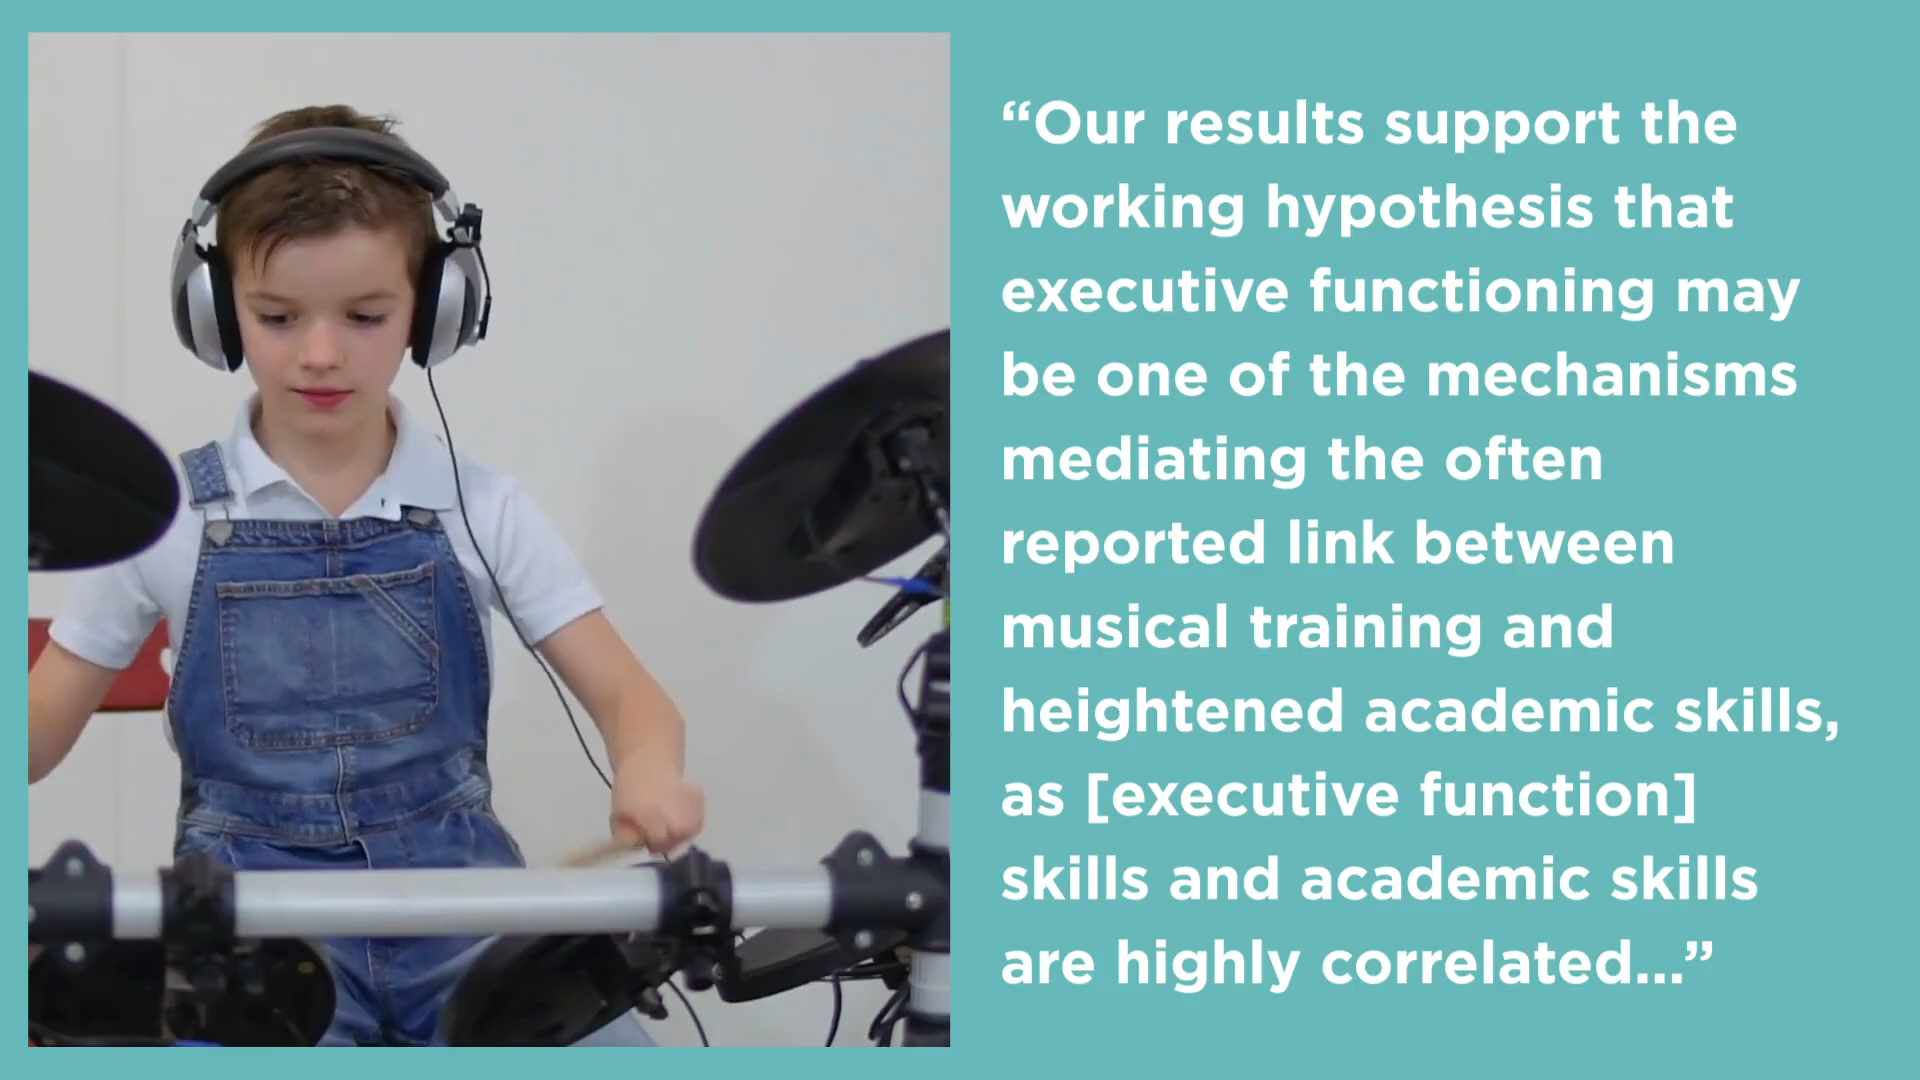 “Our results support the
working hypothesis that
executive functioning may
be one of the mechanisms
mediating the often
reported link between
musical training and
heightened academic skills,
as [executive function]
skills and academic skills
are highly correlated...”